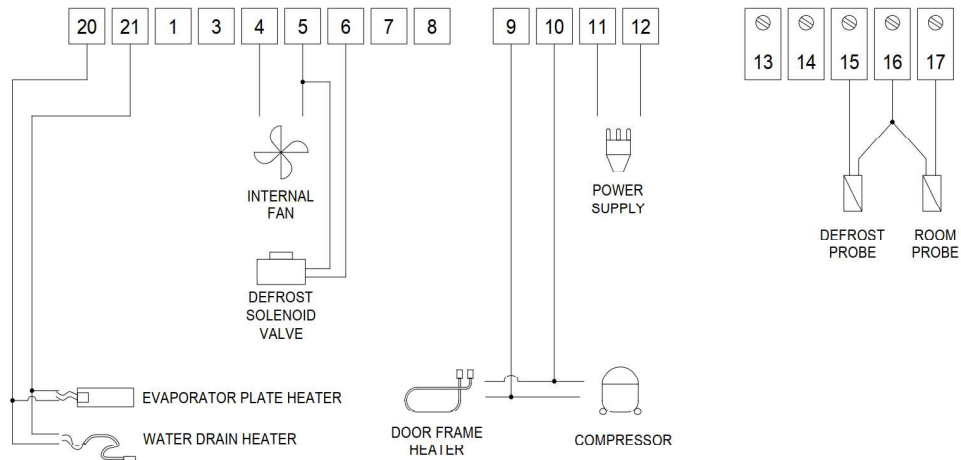 20 21 1 3 4 5 6 7 8 9 10 11 12
13 14 15 16 17
INTERNAL
FAN
POWER
SUPPLY
DEFROST
PROBE
ROOM
PROBE
DEFROST
SOLENOID
VALVE
EVAPORATOR PLATE HEATER
WATER DRAIN HEATER
DOOR FRAME
HEATER
COMPRESSOR